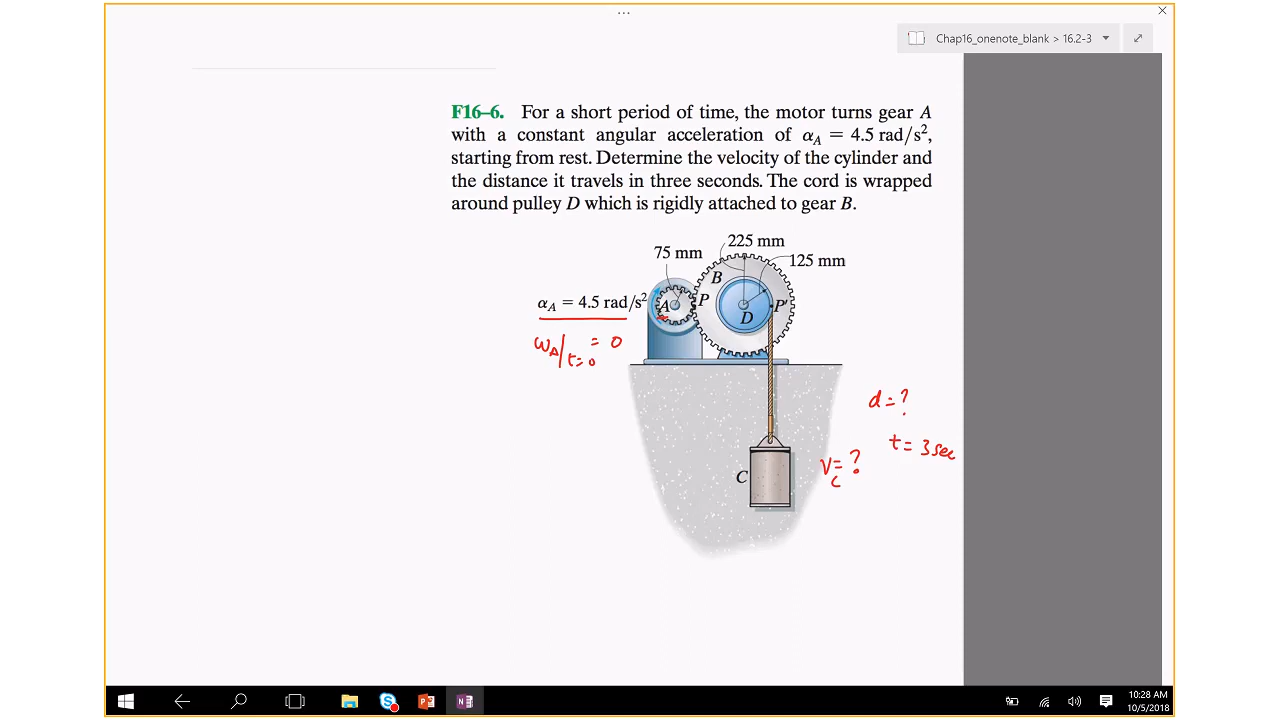 ...
Chap16_onenote_blank > 16.2-3
F16–6. For a short period of time, the motor turns gear A
with a constant angular acceleration of αA = 4.5 rad/s²,
starting from rest. Determine the velocity of the cylinder and
the distance it travels in three seconds. The cord is wrapped
around pulley D which is rigidly attached to gear B.
225 mm
75 mm
125 mm
B
αA = 4.5 rad/s²
A
P
P'
D
ωA/t=0 = 0
d = ?
t = 3 sec
vC = ?
C
10:28 AM
10/5/2018